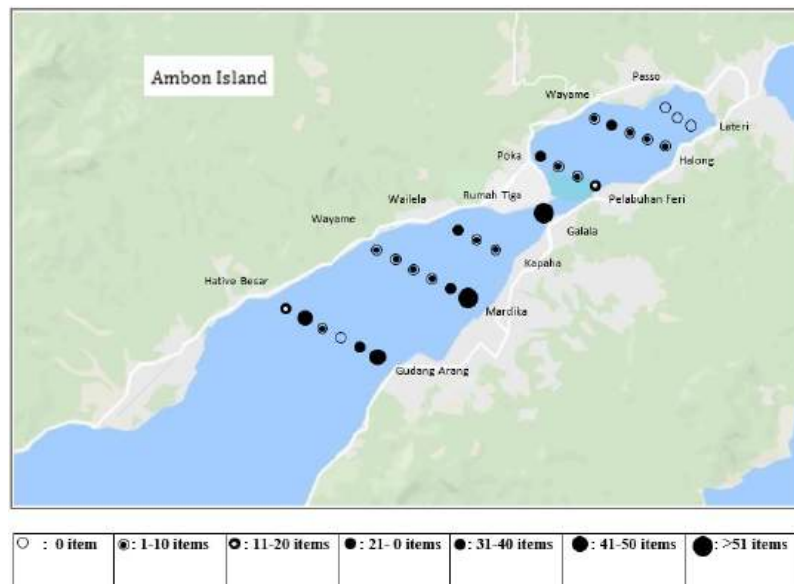 Ambon Island
Passo
Wayame
Lateri
Halong
Poka
Rumah Tiga
Pelabuhan Feri
Wailela
Galala
Wayame
Kapaha
Hative Besar
Mardika
Gudang Arang
: 0 item
: 1-10 items
: 11-20 items
: 21- 0 items
: 31-40 items
: 41-50 items
: >51 items